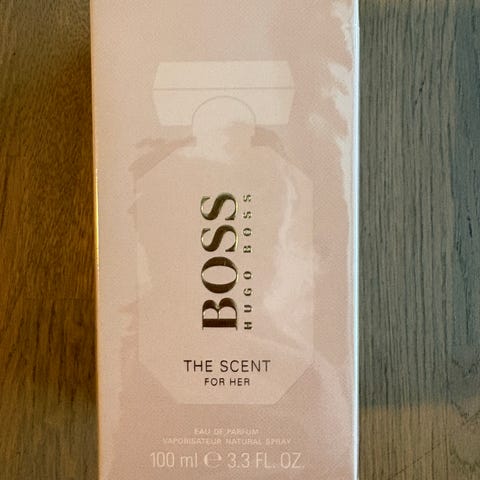 BOSS
HUGO BOSS
THE SCENT
FOR HER
EAU DE PARFUM
VAPORISATEUR NATURAL SPRAY
100 ml ℮ 3.3 FL. OZ.